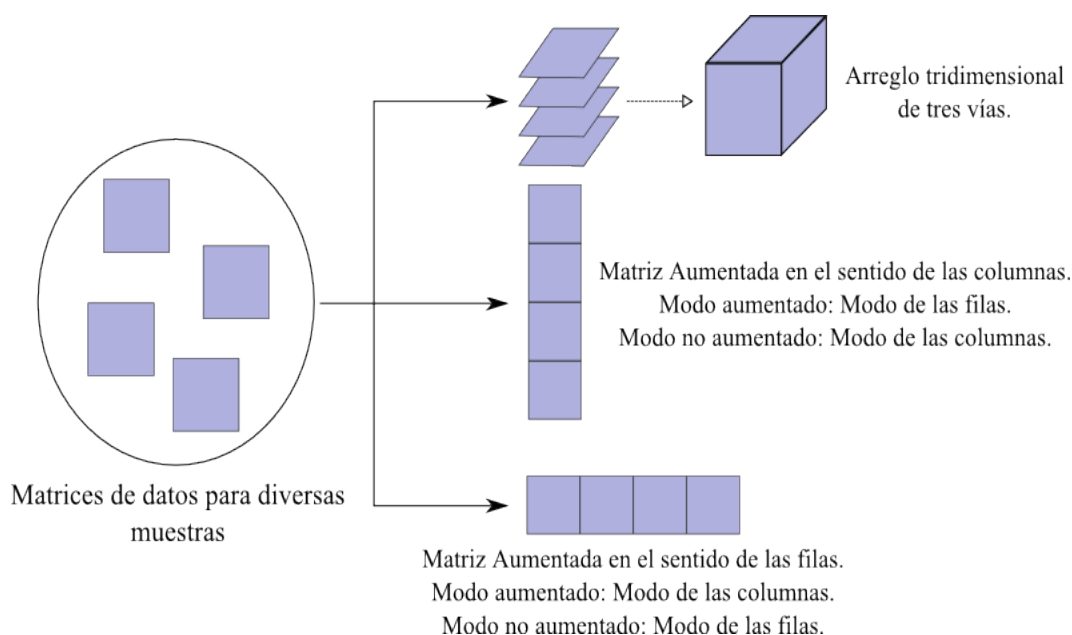 Arreglo tridimensional
de tres vías.
Matriz Aumentada en el sentido de las columnas.
Modo aumentado: Modo de las filas.
Modo no aumentado: Modo de las columnas.
Matrices de datos para diversas
muestras
Matriz Aumentada en el sentido de las filas.
Modo aumentado: Modo de las columnas.
Modo no aumentado: Modo de las filas.